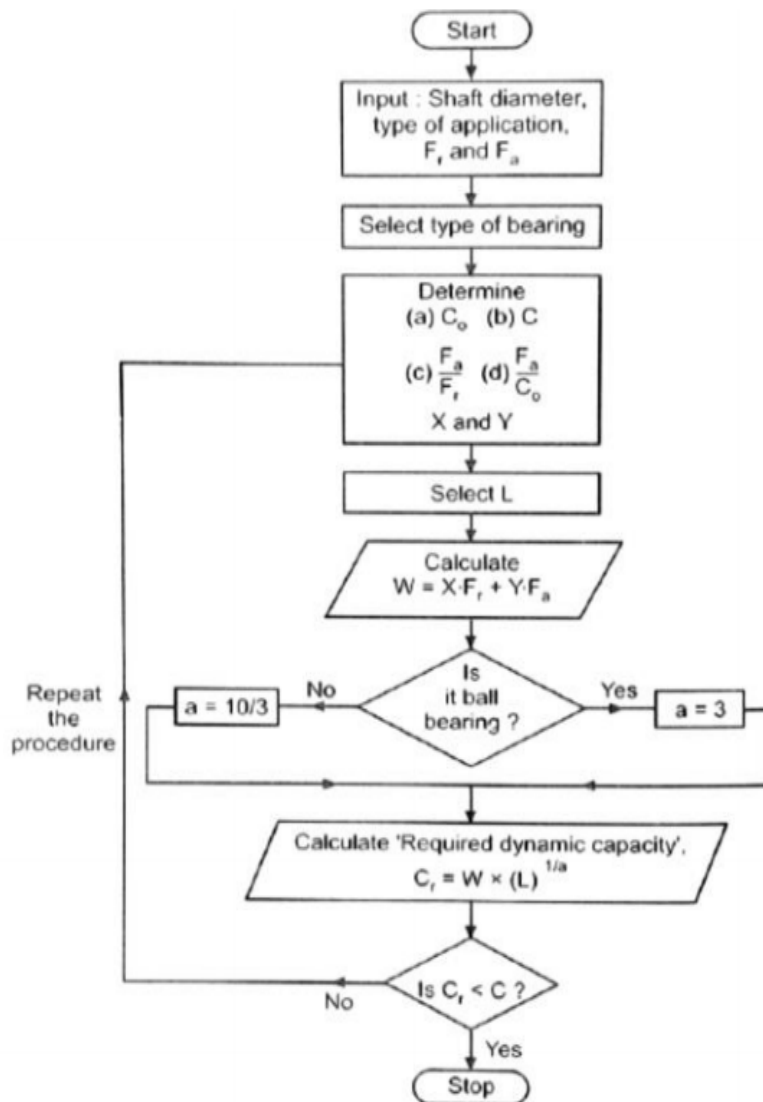 Start
Input : Shaft diameter,
type of application,
Fᵣ and Fₐ
Select type of bearing
Determine
(a) Cₒ (b) C
(c) Fₐ/Fᵣ (d) Fₐ/Cₒ
X and Y
Select L
Calculate
W = X·Fᵣ + Y·Fₐ
Is
it ball
bearing ?
No
a = 10/3
Yes
a = 3
Repeat
the
procedure
Calculate 'Required dynamic capacity',
Cᵣ = W × (L) ^1/a
Is Cᵣ < C ?
No
Yes
Stop